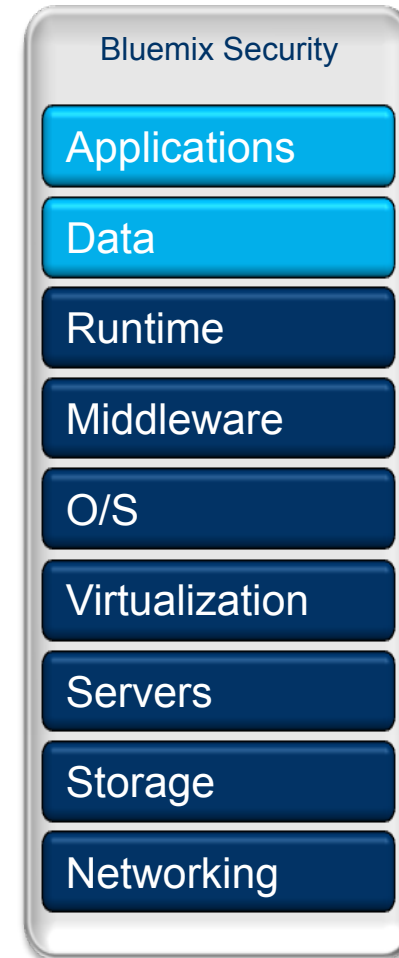 Bluemix Security
Applications
Data
Runtime
Middleware
O/S
Virtualization
Servers
Storage
Networking